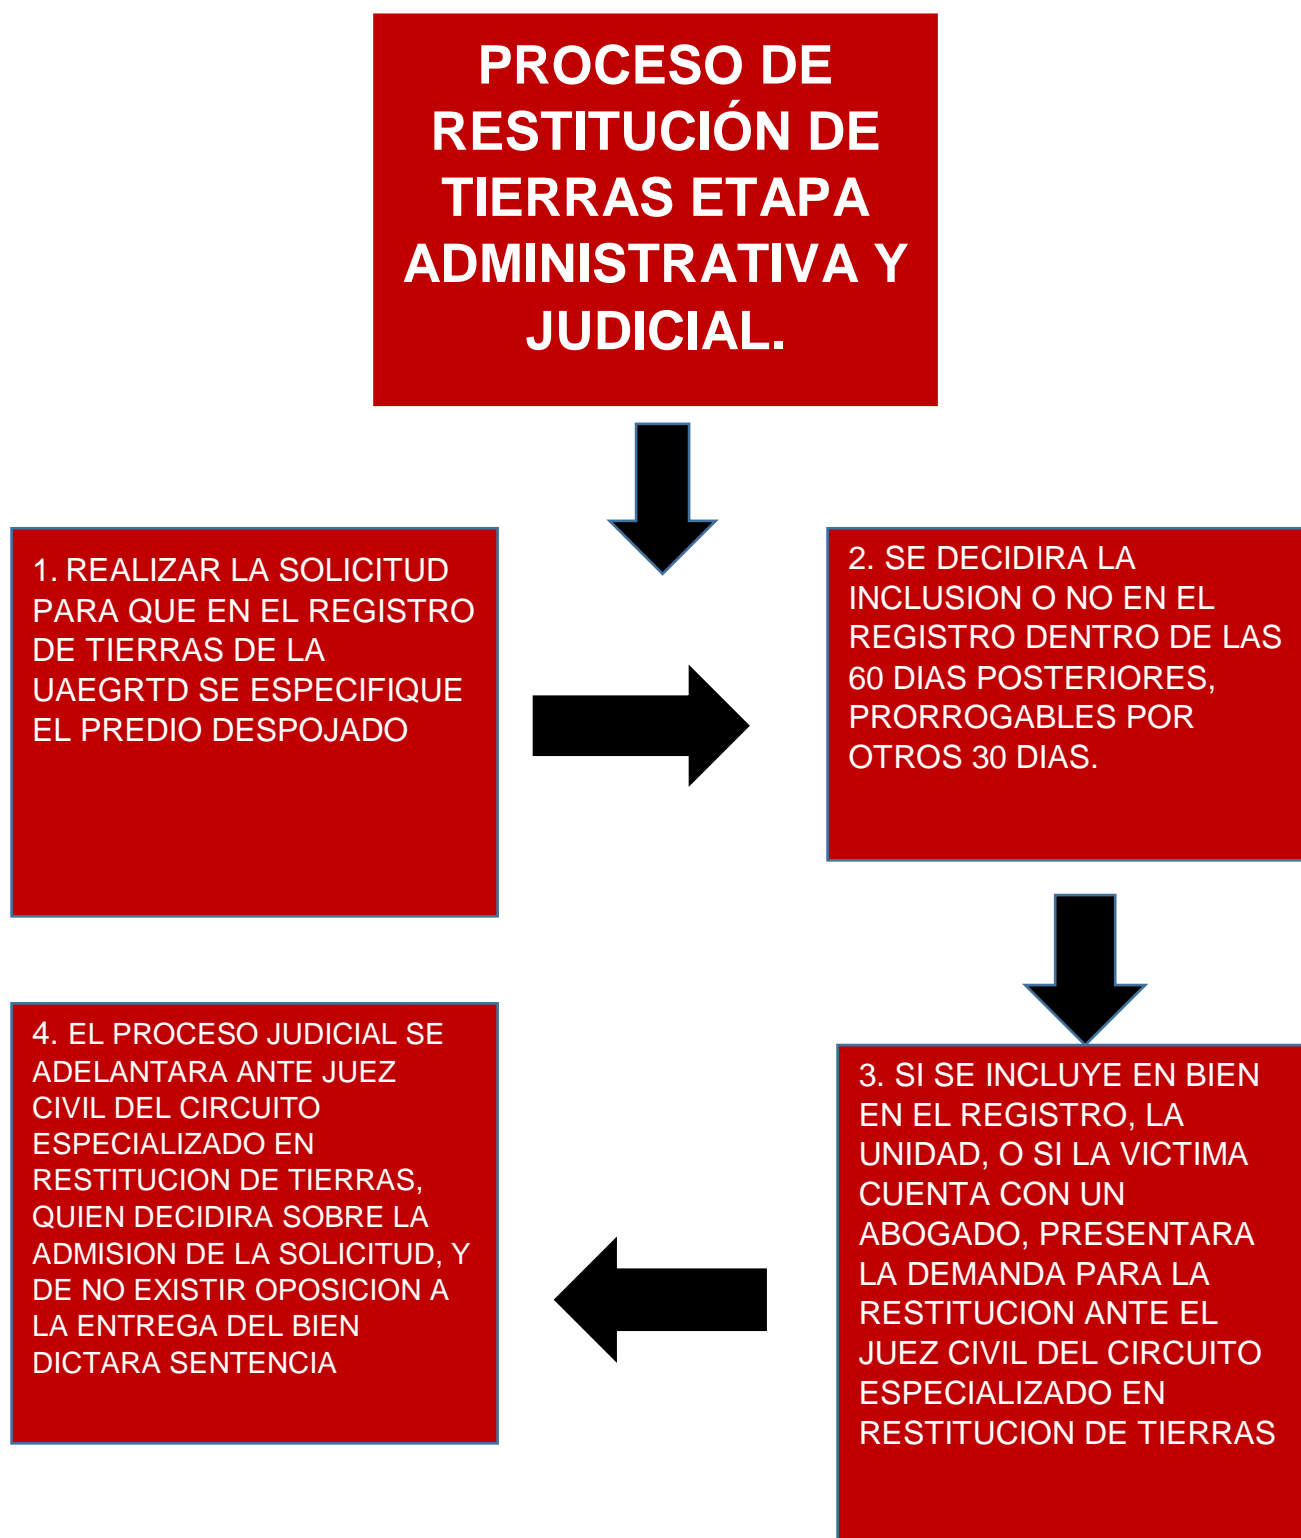 PROCESO DE
RESTITUCIÓN DE
TIERRAS ETAPA
ADMINISTRATIVA Y
JUDICIAL.
1. REALIZAR LA SOLICITUD
PARA QUE EN EL REGISTRO
DE TIERRAS DE LA
UAEGRTD SE ESPECIFIQUE
EL PREDIO DESPOJADO
2. SE DECIDIRA LA
INCLUSION O NO EN EL
REGISTRO DENTRO DE LAS
60 DIAS POSTERIORES,
PRORROGABLES POR
OTROS 30 DIAS.
3. SI SE INCLUYE EN BIEN
EN EL REGISTRO, LA
UNIDAD, O SI LA VICTIMA
CUENTA CON UN
ABOGADO, PRESENTARA
LA DEMANDA PARA LA
RESTITUCION ANTE EL
JUEZ CIVIL DEL CIRCUITO
ESPECIALIZADO EN
RESTITUCION DE TIERRAS
4. EL PROCESO JUDICIAL SE
ADELANTARA ANTE JUEZ
CIVIL DEL CIRCUITO
ESPECIALIZADO EN
RESTITUCION DE TIERRAS,
QUIEN DECIDIRA SOBRE LA
ADMISION DE LA SOLICITUD, Y
DE NO EXISTIR OPOSICION A
LA ENTREGA DEL BIEN
DICTARA SENTENCIA